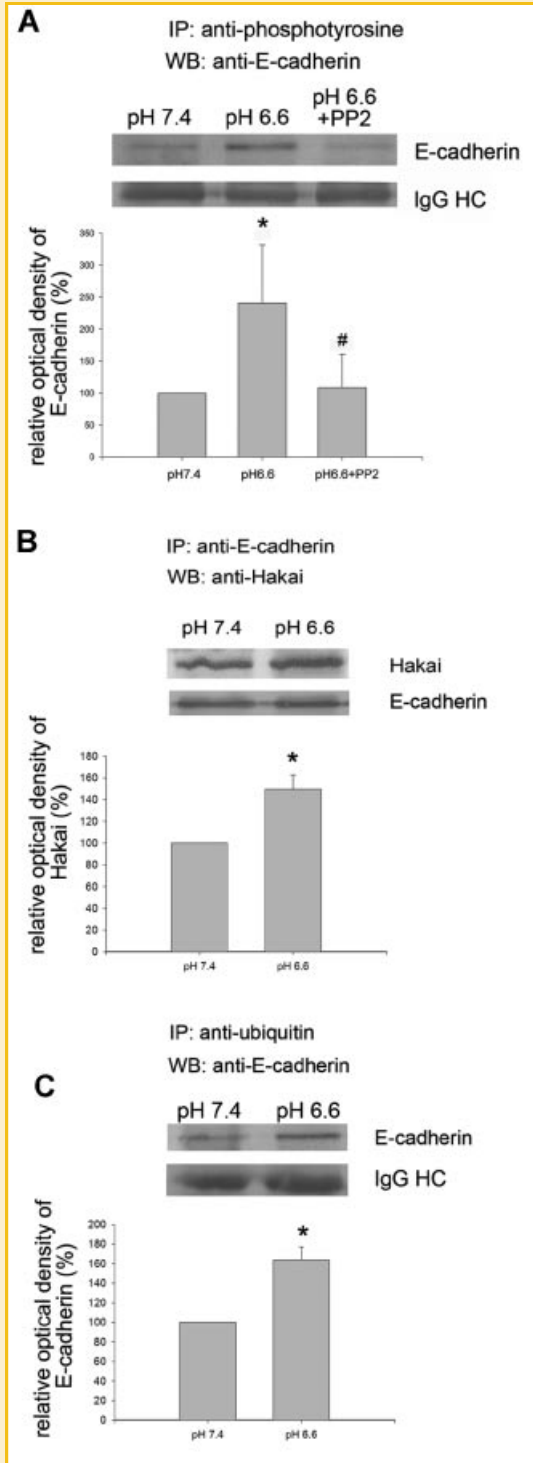 A
IP: anti-phosphotyrosine
WB: anti-E-cadherin
pH 7.4 pH 6.6 pH 6.6
+PP2
E-cadherin
IgG HC
relative optical density of
E-cadherin (%)
350
300
250
200
150
100
50
0
*
#
pH7.4 pH6.6 pH6.6+PP2
B
IP: anti-E-cadherin
WB: anti-Hakai
pH 7.4 pH 6.6
Hakai
E-cadherin
relative optical density of
Hakai (%)
180
160
140
120
100
80
60
40
20
0
*
pH 7.4 pH 6.6
IP: anti-ubiquitin
WB: anti-E-cadherin
C
pH 7.4 pH 6.6
E-cadherin
IgG HC
relative optical density of
E-cadherin (%)
200
180
160
140
120
100
80
60
40
20
0
*
pH 7.4 pH 6.6